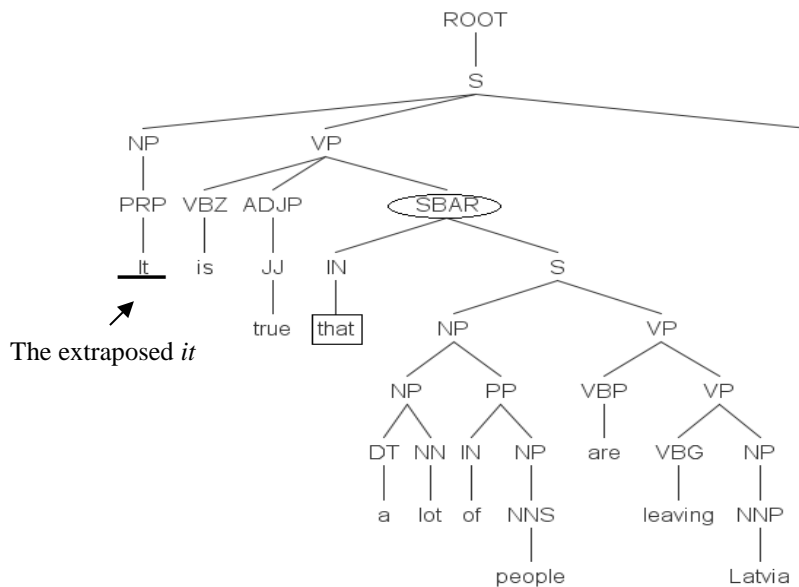 ROOT
S
NP VP
PRP VBZ ADJP SBAR
It is JJ IN S
true that NP VP
The extraposed it
NP PP VBP VP
DT NN IN NP are VBG NP
a lot of NNS leaving NNP
people Latvia